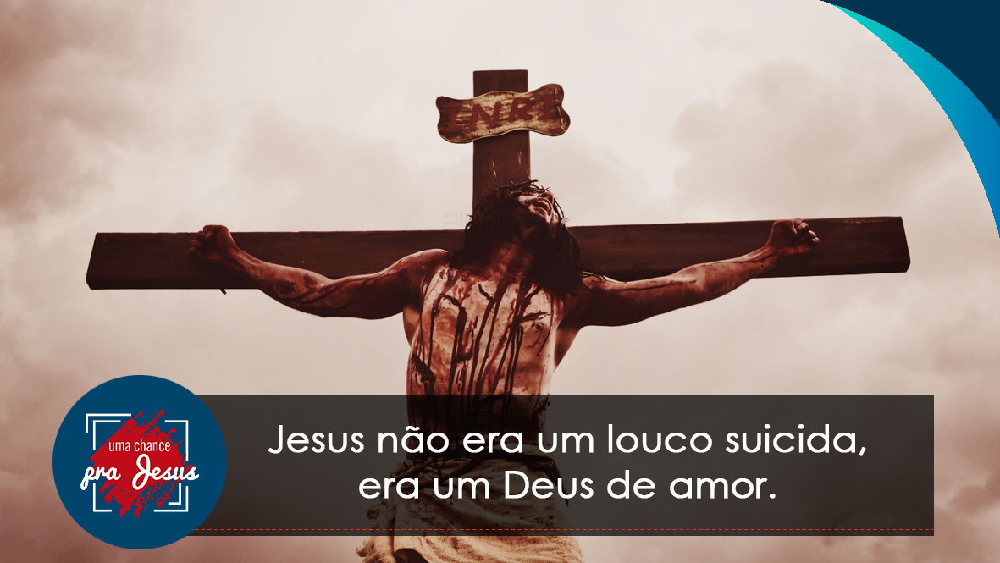 INRI
uma chance
pra Jesus
Jesus não era um louco suicida,
era um Deus de amor.